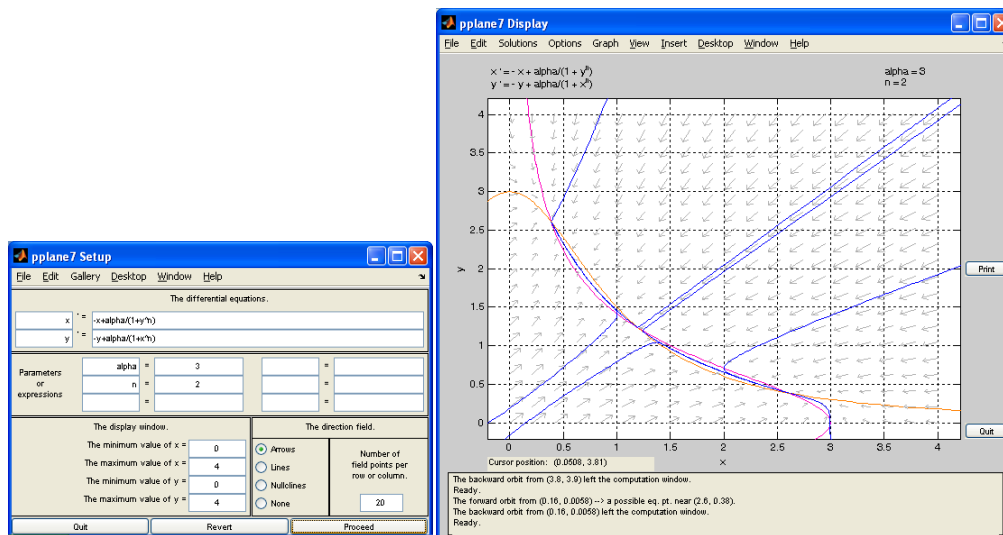 pplane7 Setup
File Edit Gallery Desktop Window Help
The differential equations.
x ' = -x+alpha/(1+y^n)
y ' = -y+alpha/(1+x^n)
Parameters or expressions
alpha = 3 =
n = 2 =
= =
The display window.
The minimum value of x = 0
The maximum value of x = 4
The minimum value of y = 0
The maximum value of y = 4
The direction field.
Arrows
Lines
Nullclines
None
Number of field points per row or column.
20
Quit Revert Proceed
pplane7 Display
File Edit Solutions Options Graph View Insert Desktop Window Help
x ' = - x + alpha/(1 + yⁿ)
y ' = - y + alpha/(1 + xⁿ)
alpha = 3
n = 2
4
3.5
3
2.5
2
1.5
1
0.5
0
y
0 0.5 1 1.5 2 2.5 3 3.5 4
x
Print
Quit
Cursor position: (0.0508, 3.81)
The backward orbit from (3.8, 3.9) left the computation window.
Ready.
The forward orbit from (0.16, 0.0058) --> a possible eq. pt. near (2.6, 0.38).
The backward orbit from (0.16, 0.0058) left the computation window.
Ready.